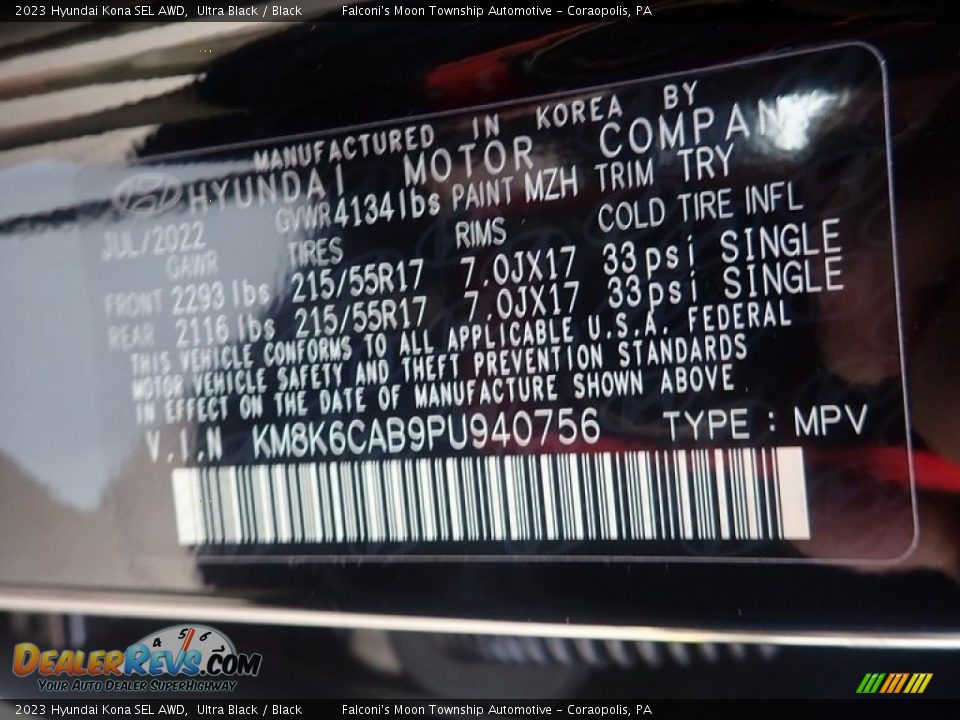 2023 Hyundai Kona SEL AWD, Ultra Black / Black Falconi's Moon Township Automotive - Coraopolis, PA
MANUFACTURED IN KOREA BY
HYUNDAI MOTOR COMPANY
JUL/2022 GVWR 4134 lbs PAINT MZH TRIM TRY
GAWR TIRES RIMS COLD TIRE INFL
FRONT 2293 lbs 215/55R17 7.0JX17 33psi SINGLE
REAR 2116 lbs 215/55R17 7.0JX17 33psi SINGLE
THIS VEHICLE CONFORMS TO ALL APPLICABLE U.S.A. FEDERAL
MOTOR VEHICLE SAFETY AND THEFT PREVENTION STANDARDS
IN EFFECT ON THE DATE OF MANUFACTURE SHOWN ABOVE
V.I.N KM8K6CAB9PU940756 TYPE : MPV
4 5 6
DEALERREVS.COM
YOUR AUTO DEALER SUPERHIGHWAY
2023 Hyundai Kona SEL AWD, Ultra Black / Black Falconi's Moon Township Automotive - Coraopolis, PA